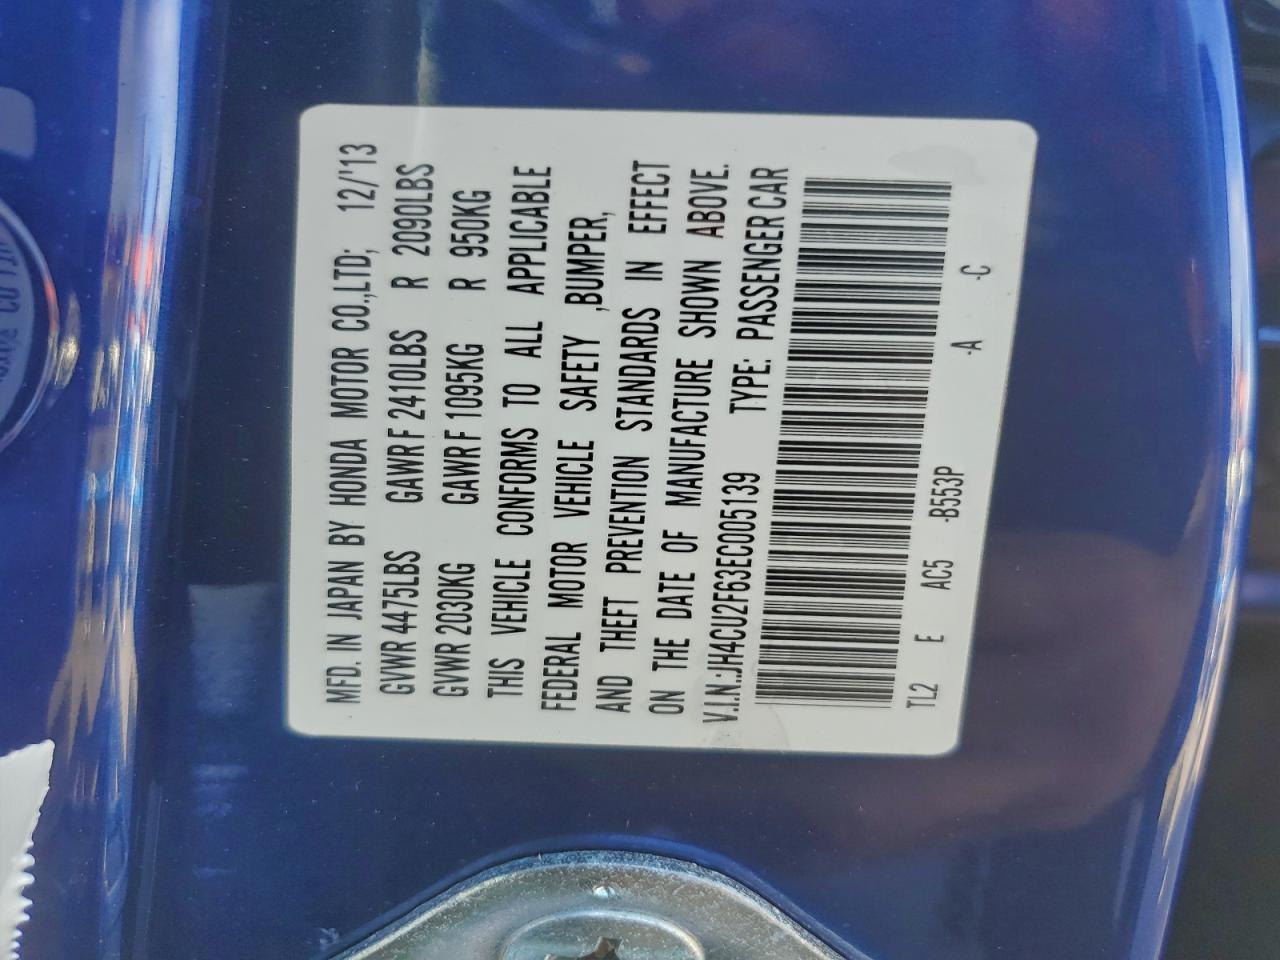 MFD. IN JAPAN BY HONDA MOTOR CO.,LTD; 12/'13
GVWR 4475LBS GAWR F 2410LBS R 2090LBS
GVWR 2030KG GAWR F 1095KG R 950KG
THIS VEHICLE CONFORMS TO ALL APPLICABLE
FEDERAL MOTOR VEHICLE SAFETY ,BUMPER,
AND THEFT PREVENTION STANDARDS IN EFFECT
ON THE DATE OF MANUFACTURE SHOWN ABOVE.
V.I.N.:JH4CU2F63EC005139 TYPE: PASSENGER CAR
TL2 E AC5 -B553P -A -C